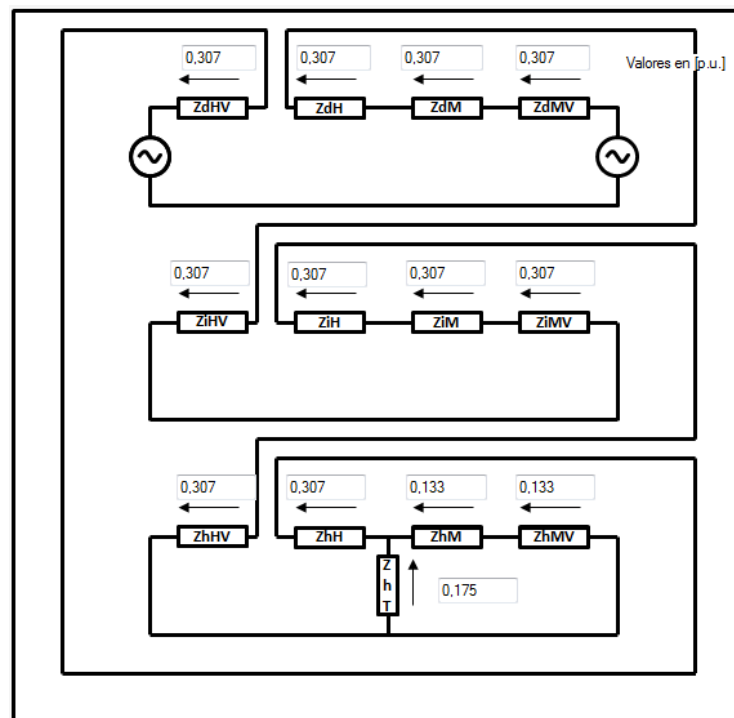 0,307 0,307 0,307 0,307 Valores en [p.u.]
ZdHV ZdH ZdM ZdMV
0,307 0,307 0,307 0,307
ZiHV ZiH ZiM ZiMV
0,307 0,307 0,133 0,133
ZhHV ZhH ZhM ZhMV
Z
h
T
0,175